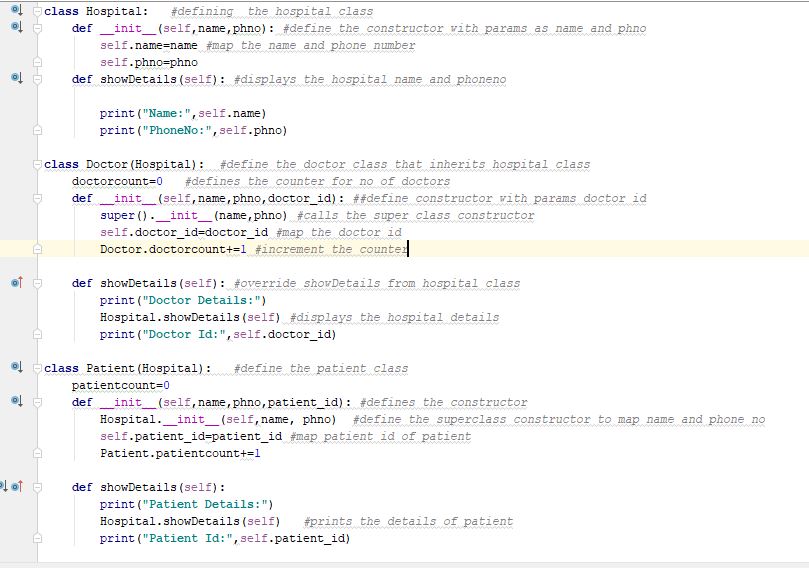 class Hospital:   #defining  the hospital class
    def __init__(self,name,phno): #define the constructor with params as name and phno
        self.name=name #map the name and phone number
        self.phno=phno
    def showDetails(self): #displays the hospital name and phoneno
        print("Name:",self.name)
        print("PhoneNo:",self.phno)
class Doctor(Hospital):  #define the doctor class that inherits hospital class
    doctorcount=0   #defines the counter for no of doctors
    def __init__(self,name,phno,doctor_id): ##define constructor with params doctor id
        super().__init__(name,phno) #calls the super class constructor
        self.doctor_id=doctor_id #map the doctor id
        Doctor.doctorcount+=1 #increment the counter
    def showDetails(self): #override shovDetails from hospital class
        print("Doctor Details:")
        Hospital.showDetails(self) #displays the hospital details
        print("Doctor Id:",self.doctor_id)
class Patient(Hospital):   #define the patient class
    patientcount=0
    def __init__(self,name,phno,patient_id): #defines the constructor
        Hospital.__init__(self,name, phno)  #define the superclass constructor to map name and phone no
        self.patient_id=patient_id #map patient id of patient
        Patient.patientcount+=1
    def showDetails(self):
        print("Patient Details:")
        Hospital.showDetails(self)   #prints the details of patient
        print("Patient Id:",self.patient_id)